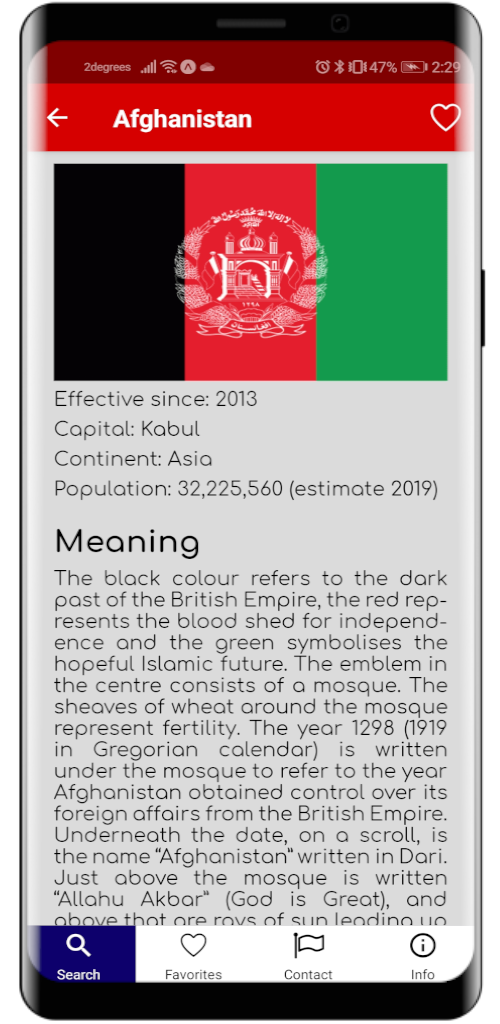 2degrees 47% 2:29
Afghanistan
١٢٩٨
افغانستان
Effective since: 2013
Capital: Kabul
Continent: Asia
Population: 32,225,560 (estimate 2019)
Meaning
The black colour refers to the dark
past of the British Empire, the red rep-
resents the blood shed for independ-
ence and the green symbolises the
hopeful Islamic future. The emblem in
the centre consists of a mosque. The
sheaves of wheat around the mosque
represent fertility. The year 1298 (1919
in Gregorian calendar) is written
under the mosque to refer to the year
Afghanistan obtained control over its
foreign affairs from the British Empire.
Underneath the date, on a scroll, is
the name “Afghanistan” written in Dari.
Just above the mosque is written
“Allahu Akbar” (God is Great), and
above that are rays of sun leading up
Search Favorites Contact Info